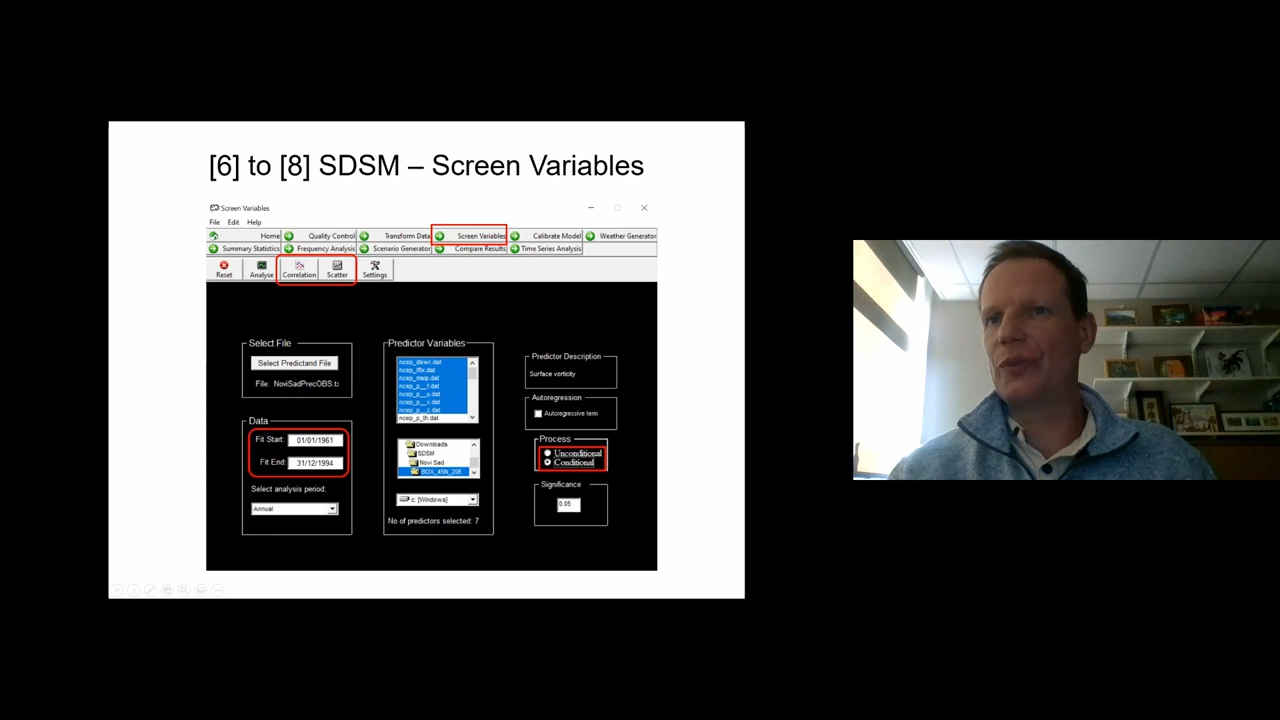 [6] to [8] SDSM – Screen Variables
Screen Variables
File Edit Help
Home Quality Control Transform Data Screen Variables Calibrate Model Weather Generator
Summary Statistics Frequency Analysis Scenario Generator Compare Results Time Series Analysis
Reset Analyse Correlation Scatter Settings
Select File
Select Predictand File
File: NoviSadPrecOBS.t
Data
Fit Start: 01/01/1961
Fit End: 31/12/1994
Select analysis period:
Annual
Predictor Variables
ncep_dswr.dat
ncep_lftx.dat
ncep_mslp.dat
ncep_p__f.dat
ncep_p__u.dat
ncep_p__v.dat
ncep_p__z.dat
ncep_p_th.dat
Downloads
SDSM
Novi Sad
BOX_45N_20E
c: [Windows]
No of predictors selected: 7
Predictor Description
Surface vorticity
Autoregression
Autoregressive term
Process
Unconditional
Conditional
Significance
0.05